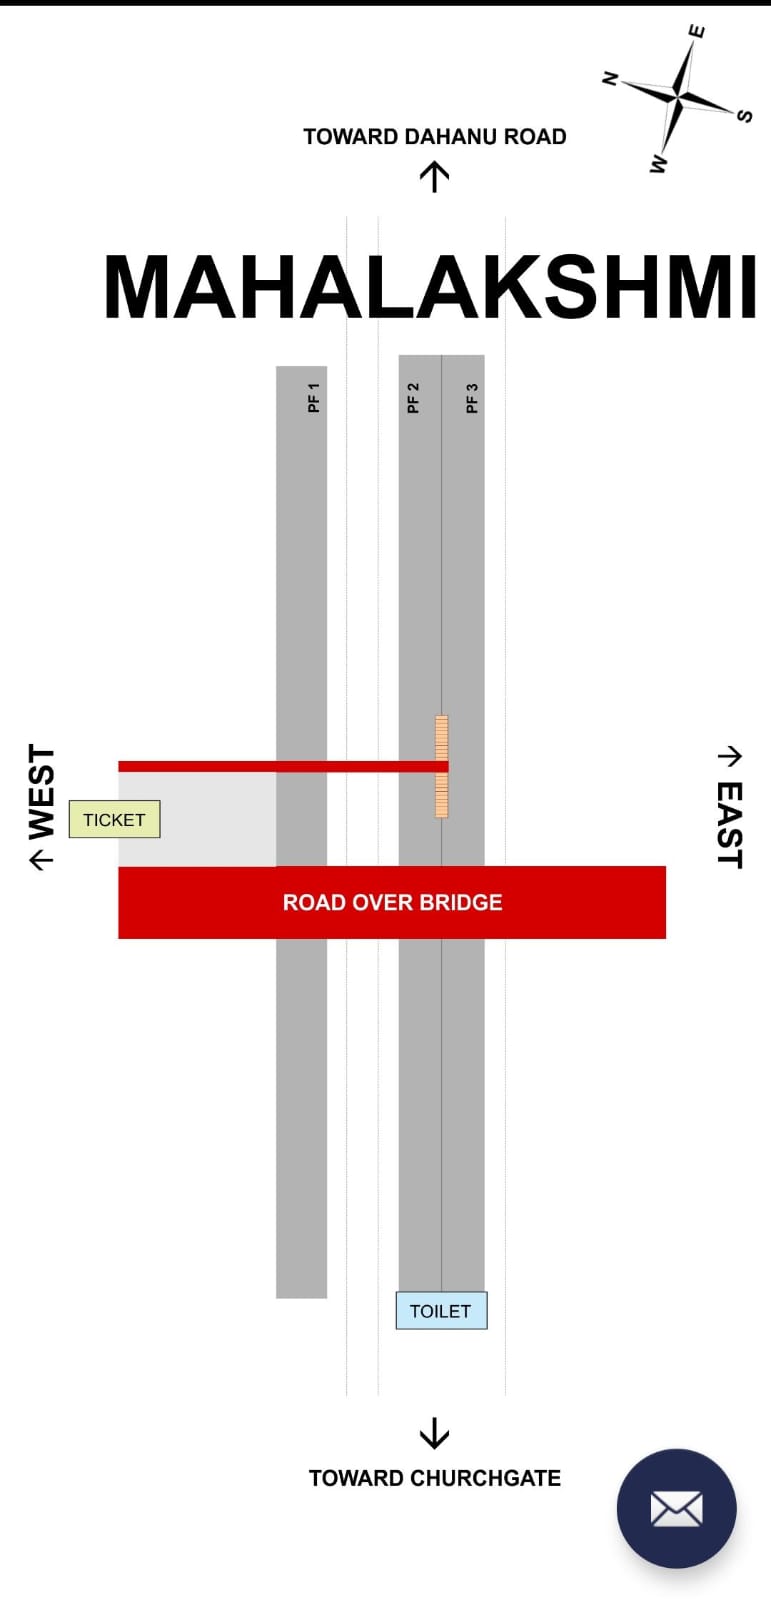 E
N
S
W
TOWARD DAHANU ROAD
↑
MAHALAKSHMI
PF 1
PF 2
PF 3
← WEST
→ EAST
TICKET
ROAD OVER BRIDGE
TOILET
↓
TOWARD CHURCHGATE